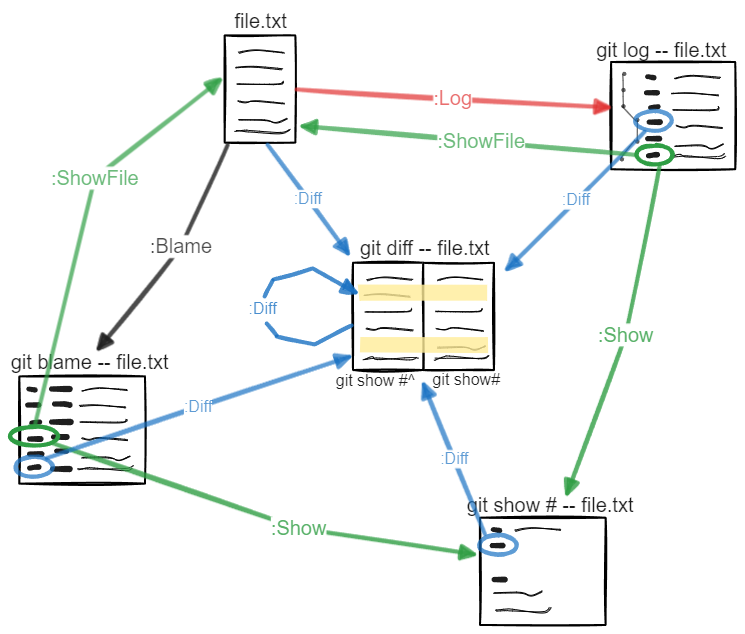 file.txt
git log -- file.txt
:Log
:ShowFile
:ShowFile
:Diff
:Diff
:Blame
git diff -- file.txt
:Diff
:Show
git blame -- file.txt
git show #^
git show#
:Diff
:Diff
git show # -- file.txt
:Show